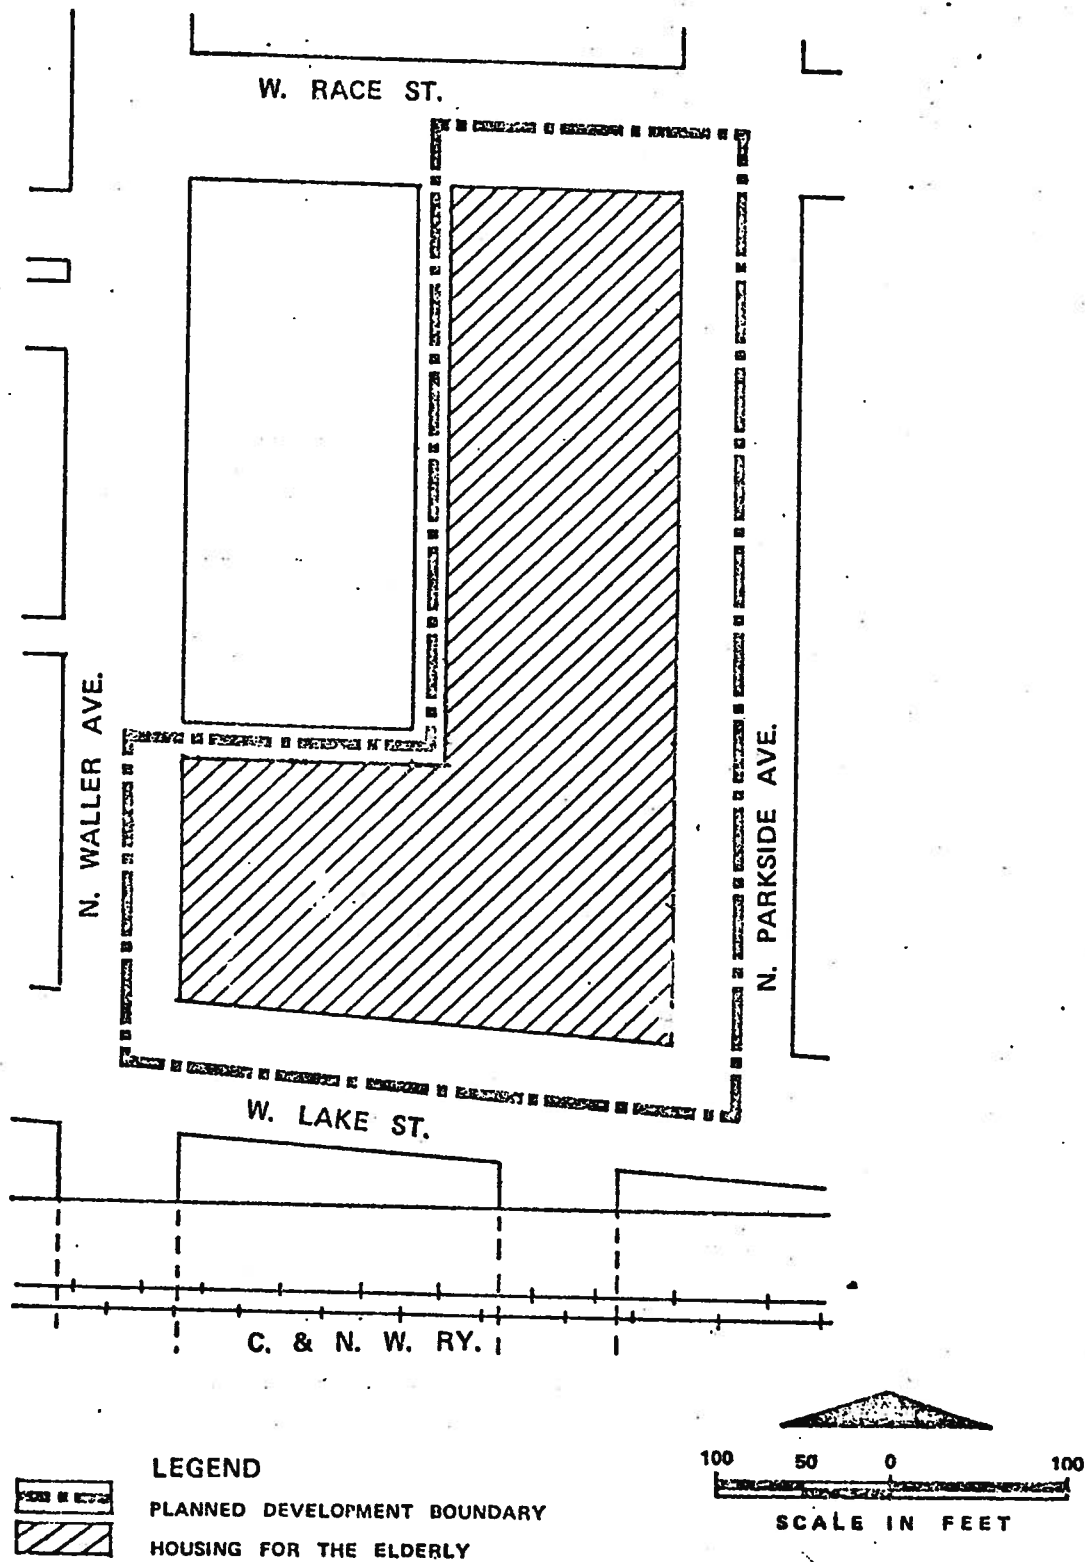 W. RACE ST.
N. WALLER AVE.
N. PARKSIDE AVE.
W. LAKE ST.
C. & N. W. RY.
LEGEND
PLANNED DEVELOPMENT BOUNDARY
HOUSING FOR THE ELDERLY
100 50 0 100
SCALE IN FEET